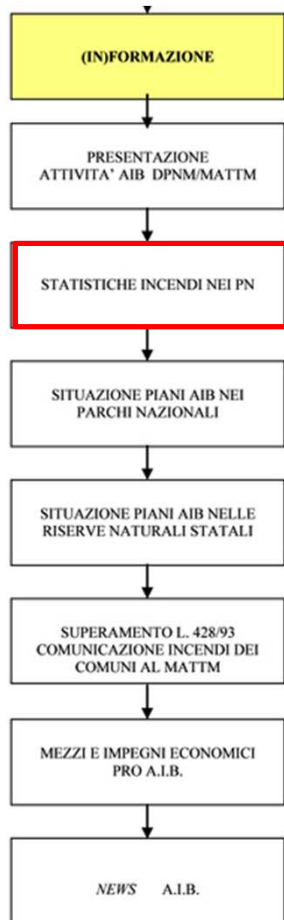 (IN)FORMAZIONE
PRESENTAZIONE
ATTIVITA' AIB DPNM/MATTM
STATISTICHE INCENDI NEI PN
SITUAZIONE PIANI AIB NEI
PARCHI NAZIONALI
SITUAZIONE PIANI AIB NELLE
RISERVE NATURALI STATALI
SUPERAMENTO L. 428/93
COMUNICAZIONE INCENDI DEI
COMUNI AL MATTM
MEZZI E IMPEGNI ECONOMICI
PRO A.I.B.
NEWS A.I.B.